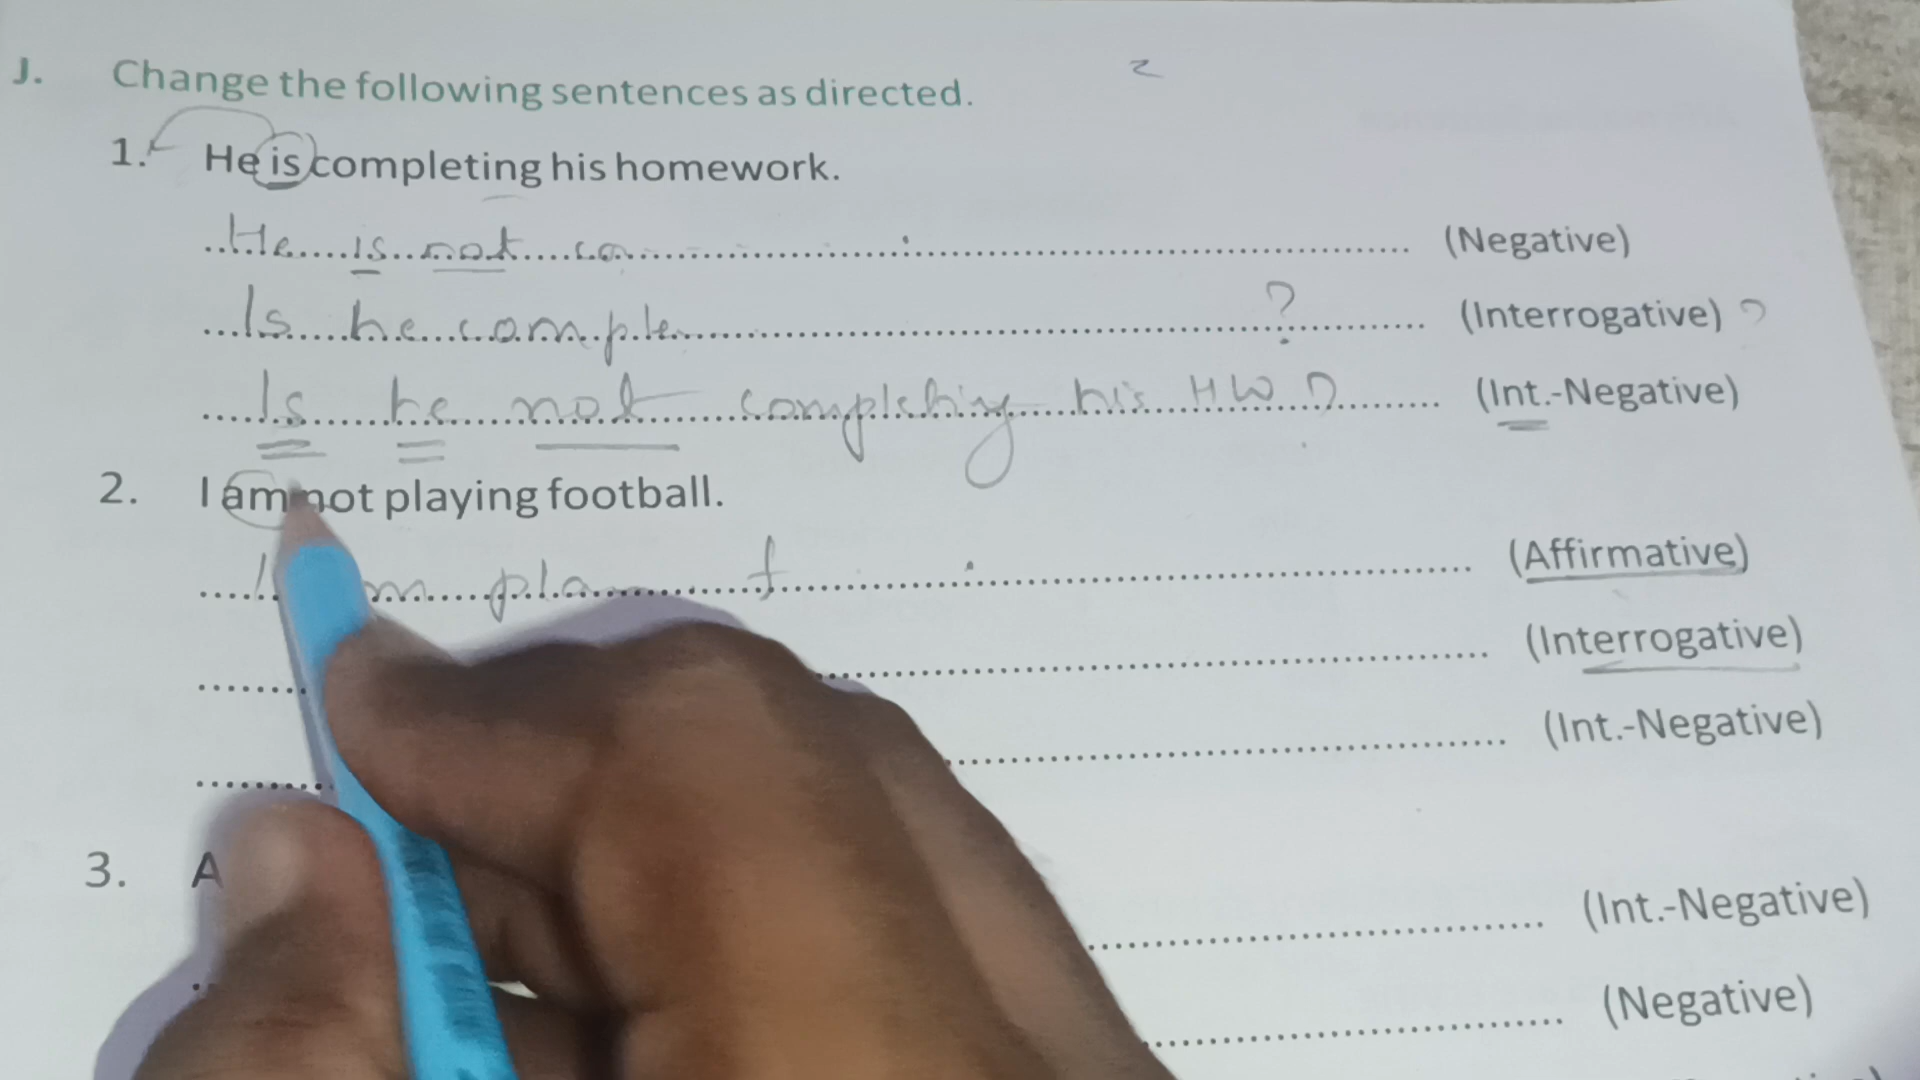 J. Change the following sentences as directed.
1. He is completing his homework.
He is not co (Negative)
Is he comple ? (Interrogative) ?
Is he not completing his HW ? (Int.-Negative)
2. I am not playing football.
pla f . (Affirmative)
(Interrogative)
(Int.-Negative)
3. A
(Int.-Negative)
(Negative)